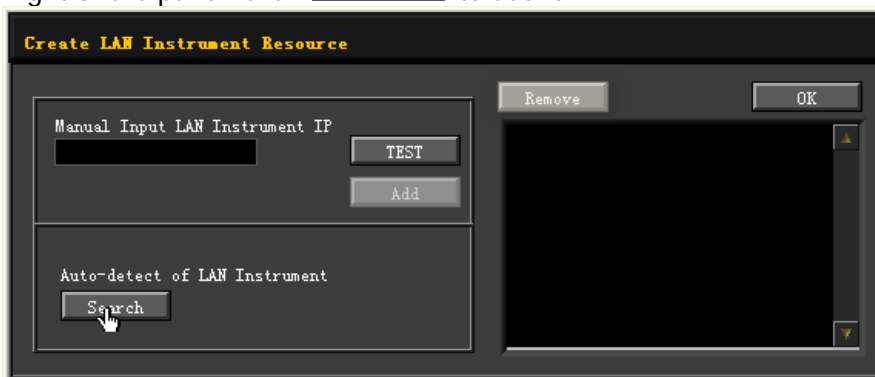 Create LAN Instrument Resource
Remove
OK
Manual Input LAN Instrument IP
TEST
Add
Auto-detect of LAN Instrument
Search